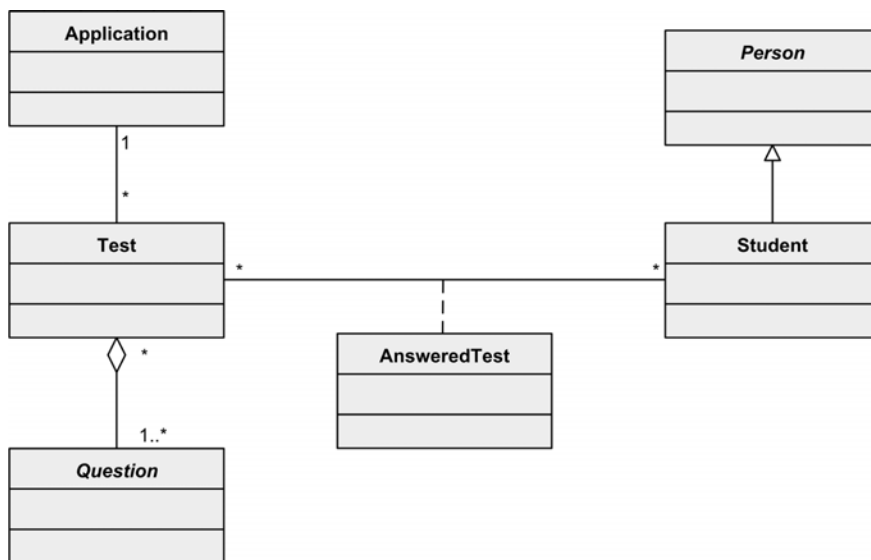 Application
Person
1
*
Test
Student
*
*
AnsweredTest
*
1..*
Question